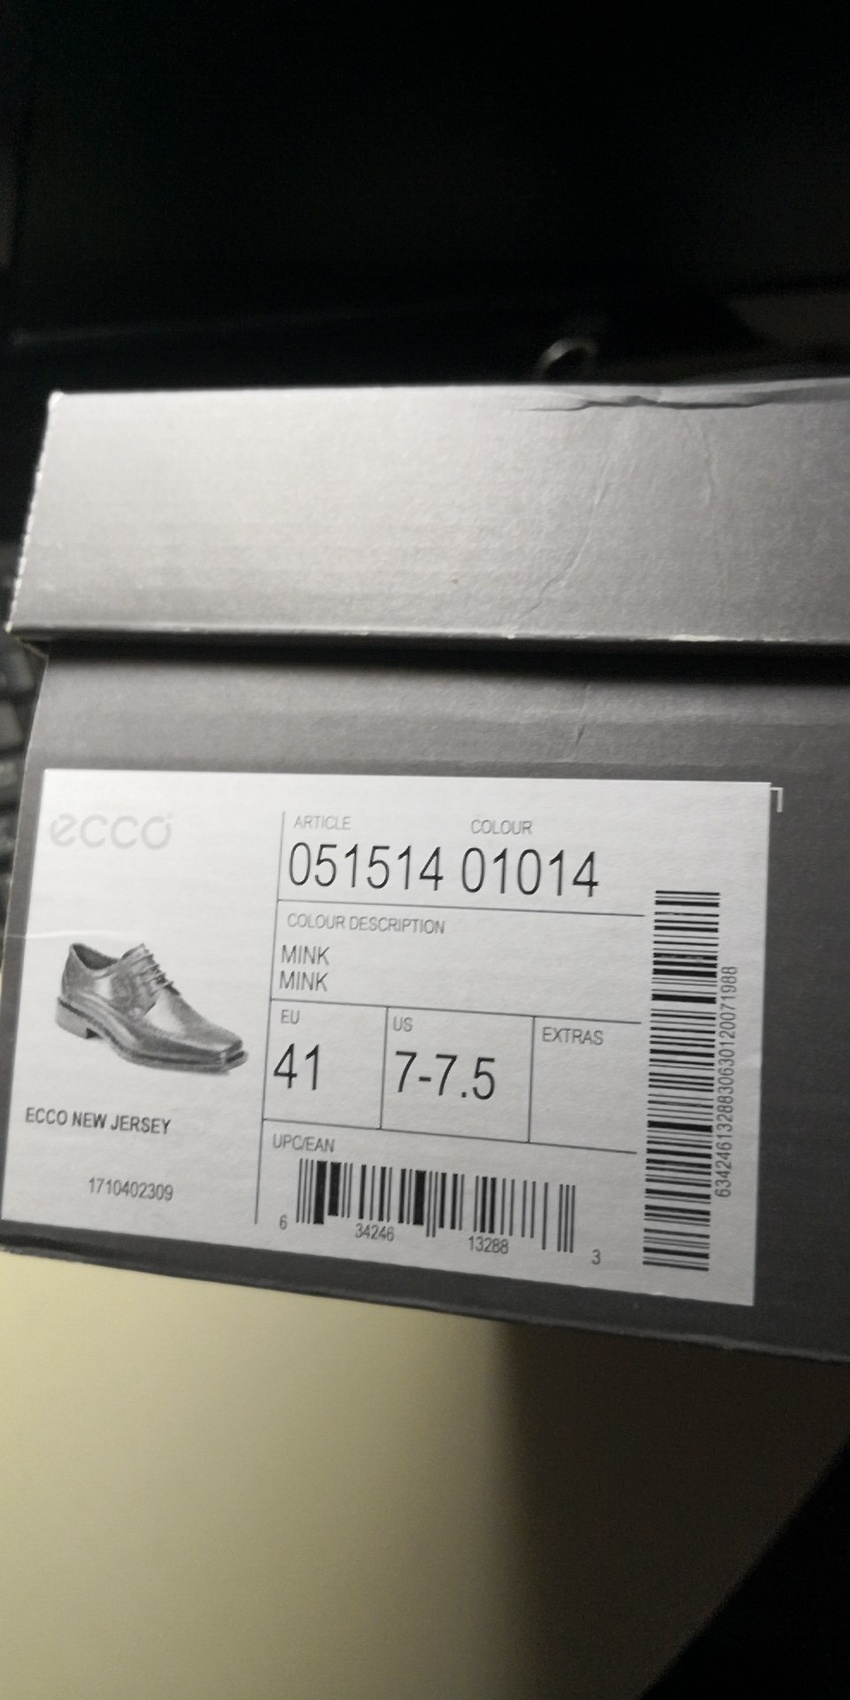 ecco
ARTICLE COLOUR
051514 01014
COLOUR DESCRIPTION
MINK
MINK
EU US EXTRAS
41 7-7.5
ECCO NEW JERSEY
1710402309
UPC/EAN
6 34246 13288 3
634246132883063012007198​8